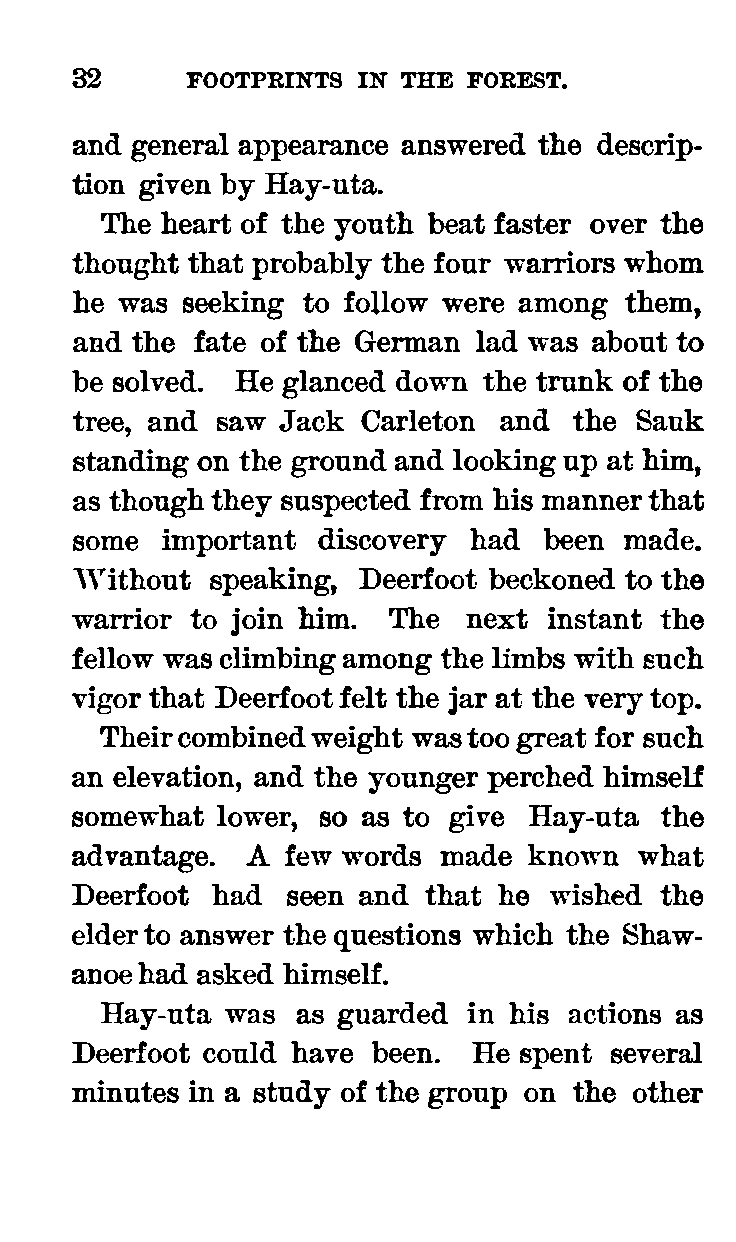 32 FOOTPRINTS IN THE FOREST.
and general appearance answered the descrip-
tion given by Hay-uta.
The heart of the youth beat faster over the
thought that probably the four warriors whom
he was seeking to follow were among them,
and the fate of the German lad was about to
be solved. He glanced down the trunk of the
tree, and saw Jack Carleton and the Sauk
standing on the ground and looking up at him,
as though they suspected from his manner that
some important discovery had been made.
Without speaking, Deerfoot beckoned to the
warrior to join him. The next instant the
fellow was climbing among the limbs with such
vigor that Deerfoot felt the jar at the very top.
Their combined weight was too great for such
an elevation, and the younger perched himself
somewhat lower, so as to give Hay-uta the
advantage. A few words made known what
Deerfoot had seen and that he wished the
elder to answer the questions which the Shaw-
anoe had asked himself.
Hay-uta was as guarded in his actions as
Deerfoot could have been. He spent several
minutes in a study of the group on the other